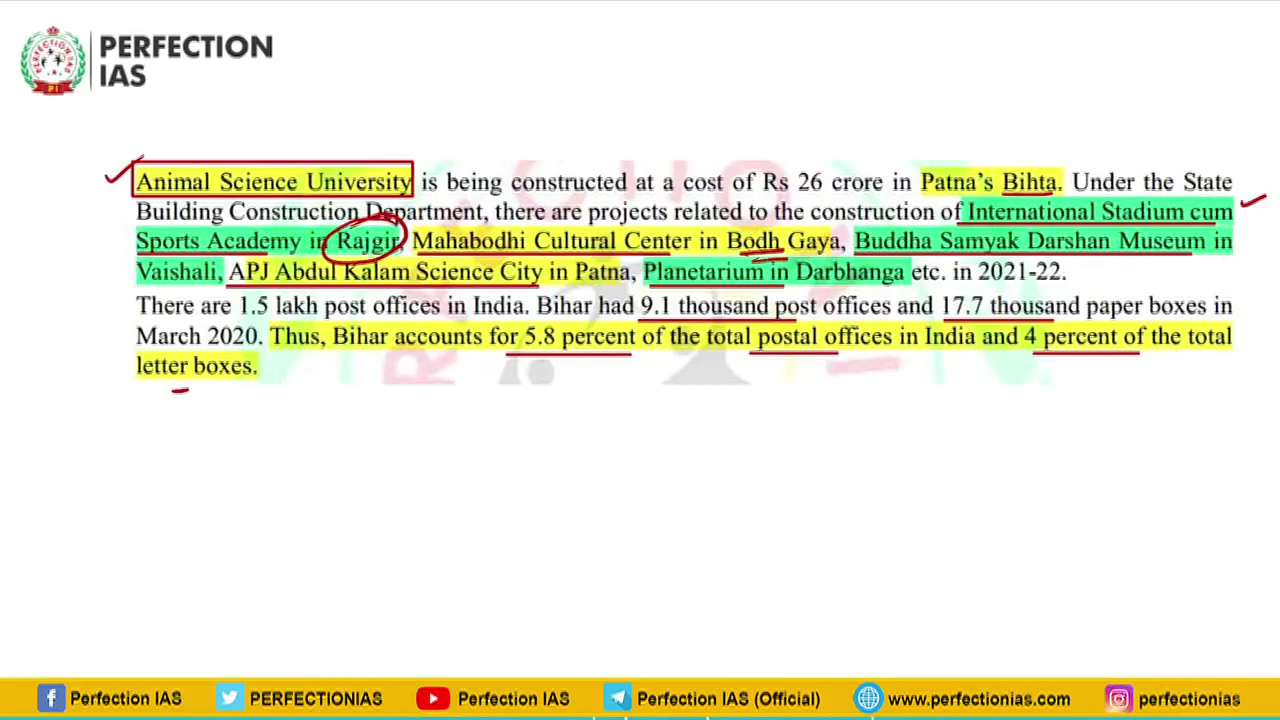 PERFECTION
IAS
Animal Science University is being constructed at a cost of Rs 26 crore in Patna's Bihta. Under the State
Building Construction Department, there are projects related to the construction of International Stadium cum
Sports Academy in Rajgir, Mahabodhi Cultural Center in Bodh Gaya, Buddha Samyak Darshan Museum in
Vaishali, APJ Abdul Kalam Science City in Patna, Planetarium in Darbhanga etc. in 2021-22.
There are 1.5 lakh post offices in India. Bihar had 9.1 thousand post offices and 17.7 thousand paper boxes in
March 2020. Thus, Bihar accounts for 5.8 percent of the total postal offices in India and 4 percent of the total
letter boxes.
Perfection IAS PERFECTIONIAS Perfection IAS Perfection IAS (Official) www.perfectionias.com perfectionias